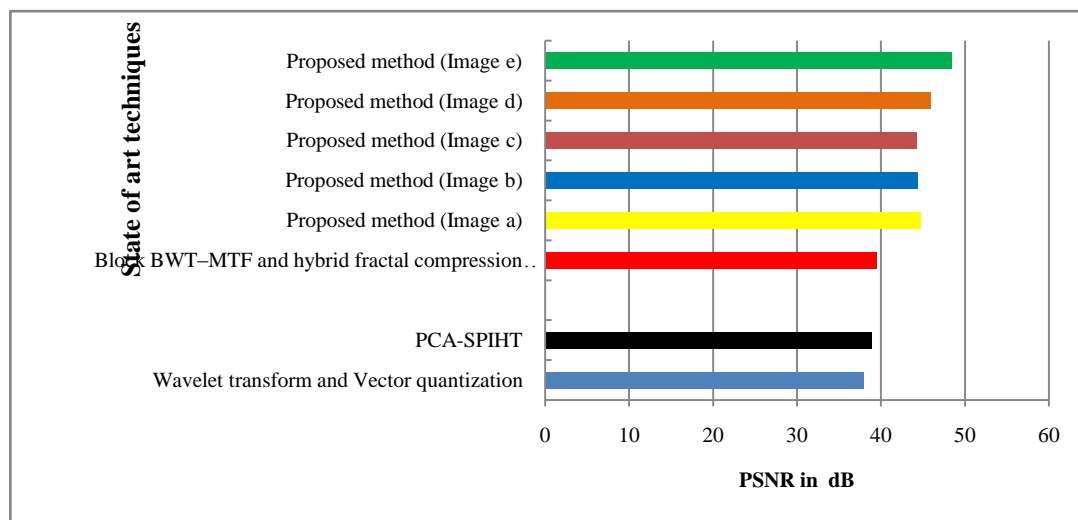 State of art techniques
Proposed method (Image e)
Proposed method (Image d)
Proposed method (Image c)
Proposed method (Image b)
Proposed method (Image a)
Block BWT–MTF and hybrid fractal compression..
PCA-SPIHT
Wavelet transform and Vector quantization
0 10 20 30 40 50 60
PSNR in dB